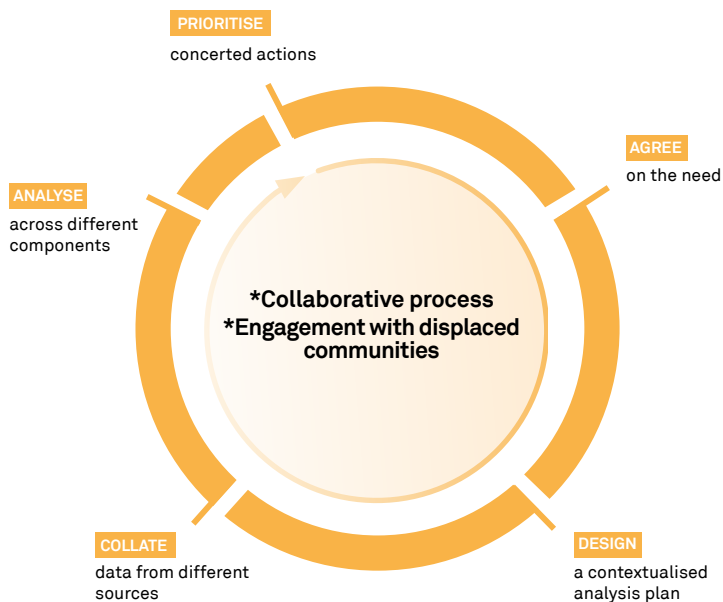 PRIORITISE
concerted actions
AGREE
on the need
ANALYSE
across different
components
*Collaborative process
*Engagement with displaced
communities
COLLATE
data from different
sources
DESIGN
a contextualised
analysis plan